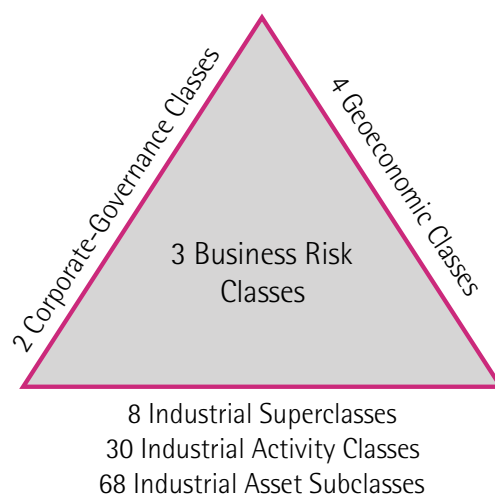 2 Corporate-Governance Classes
4 Geoeconomic Classes
3 Business Risk
Classes
8 Industrial Superclasses
30 Industrial Activity Classes
68 Industrial Asset Subclasses